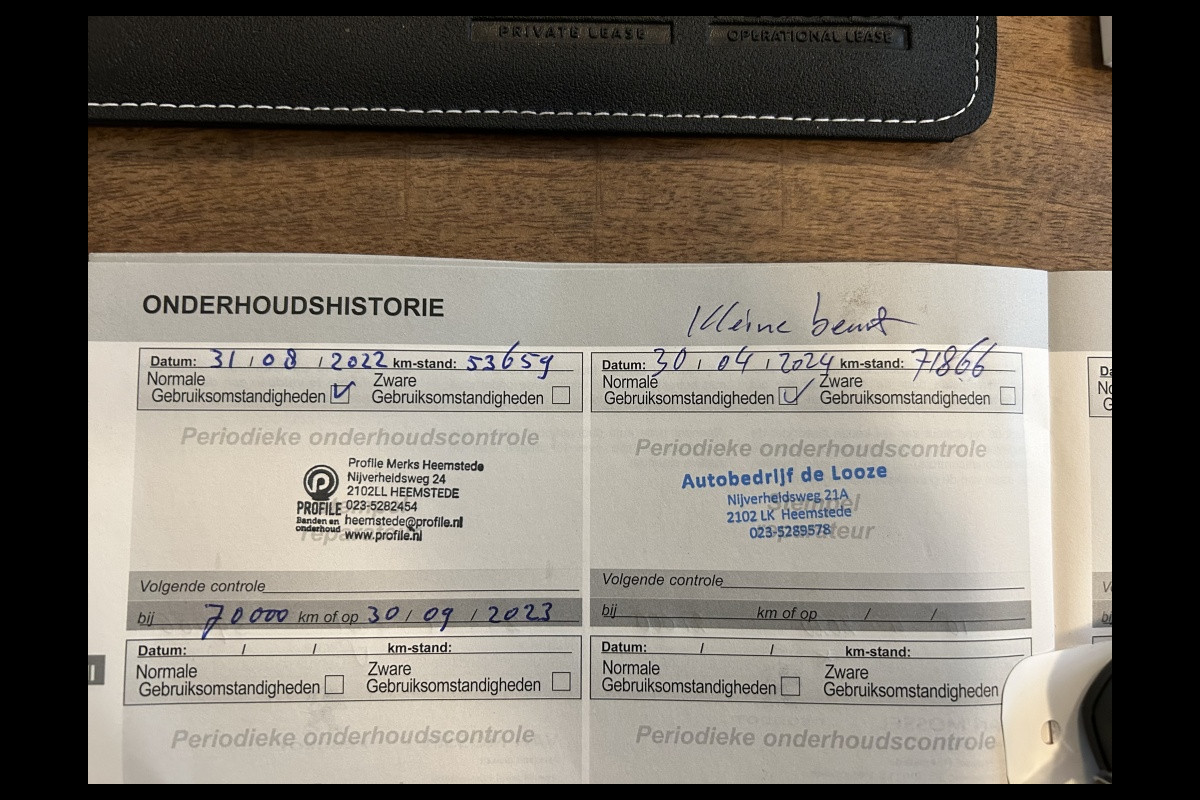 PRIVATE LEASE
OPERATIONAL LEASE
ONDERHOUDSHISTORIE
Kleine beurt
Datum: 31 / 08 / 2022 km-stand: 53659
Normale
Gebruiksomstandigheden
Zware
Gebruiksomstandigheden
Periodieke onderhoudscontrole
Profile Merks Heemstede
Nijverheidsweg 24
2102LL HEEMSTEDE
023-5282454
heemstede@profile.nl
www.profile.nl
PROFILE
Banden en
onderhoud
Volgende controle
bij 70000 km of op 30 / 09 / 2023
Datum: 30 / 04 / 2024 km-stand: 71866
Normale
Gebruiksomstandigheden
Zware
Gebruiksomstandigheden
Periodieke onderhoudscontrole
Autobedrijf de Looze
Nijverheidsweg 21A
2102 LK Heemstede
023-5289578
Stempel
reparateur
Volgende controle
bij km of op / /
Datum: / / km-stand:
Normale
Gebruiksomstandigheden
Zware
Gebruiksomstandigheden
Periodieke onderhoudscontrole
Datum: / / km-stand:
Normale
Gebruiksomstandigheden
Zware
Gebruiksomstandigheden
Periodieke onderhoudscontrole